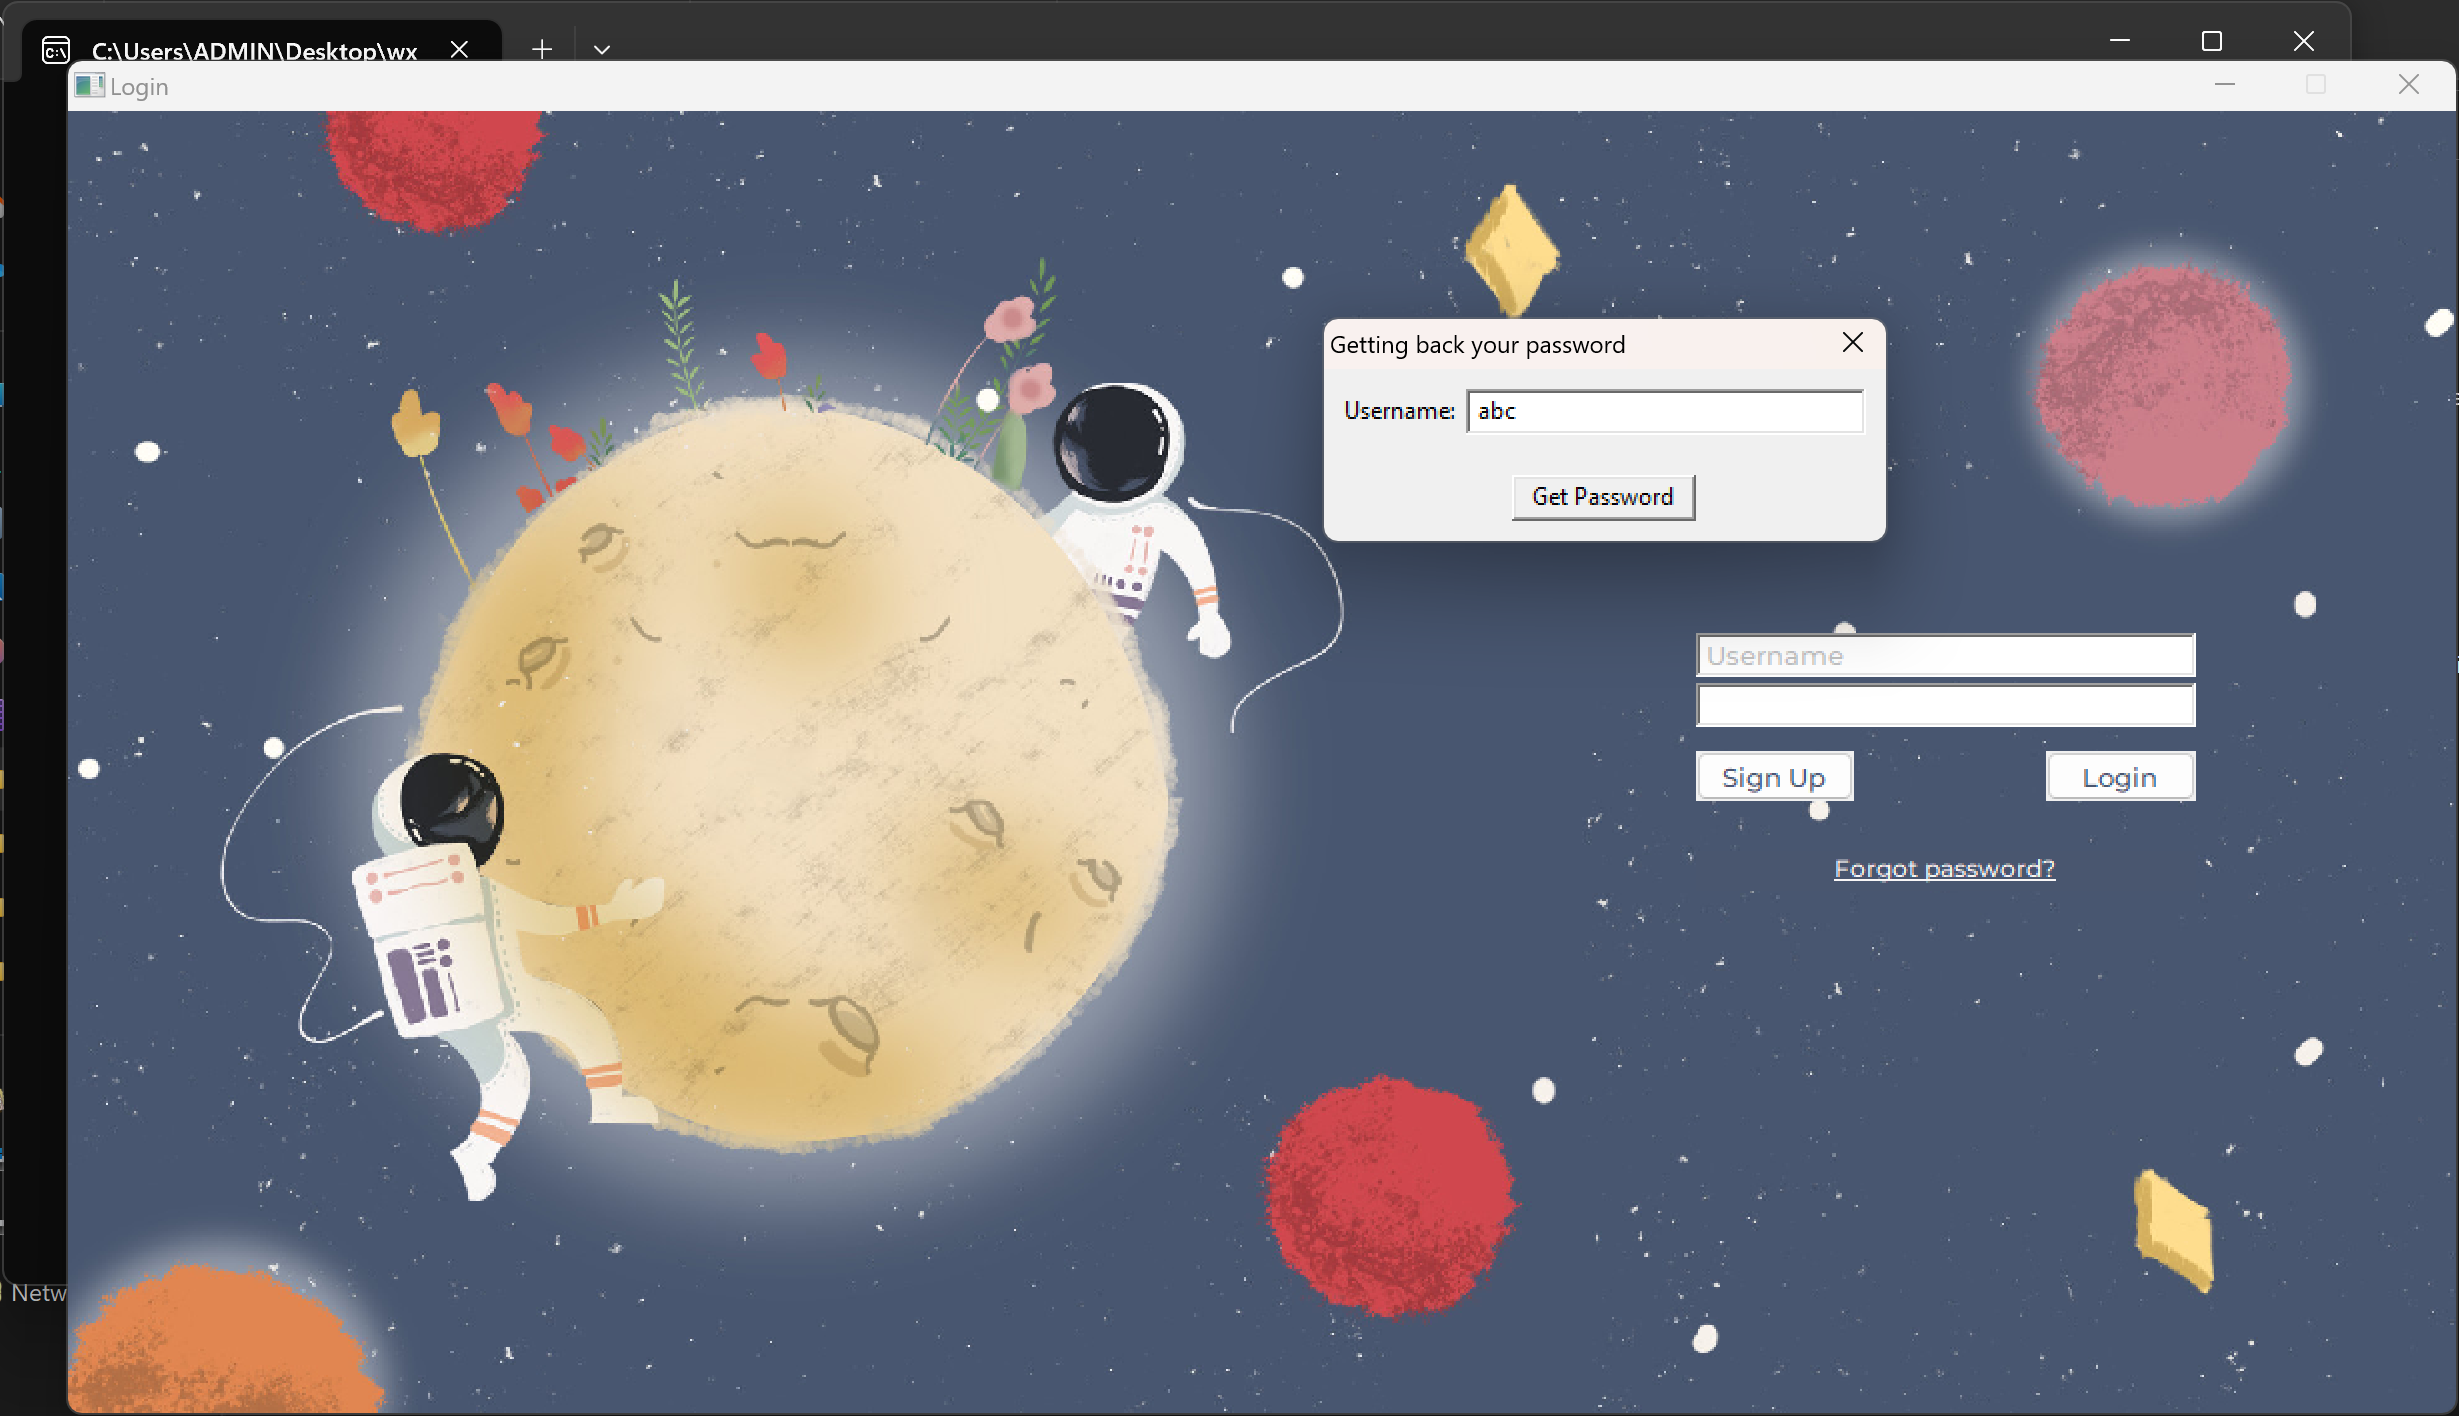 C:\Users\ADMIN\Desktop\wx
Login
Getting back your password
Username: abc
Get Password
Username
Sign Up
Login
Forgot password?
Netw